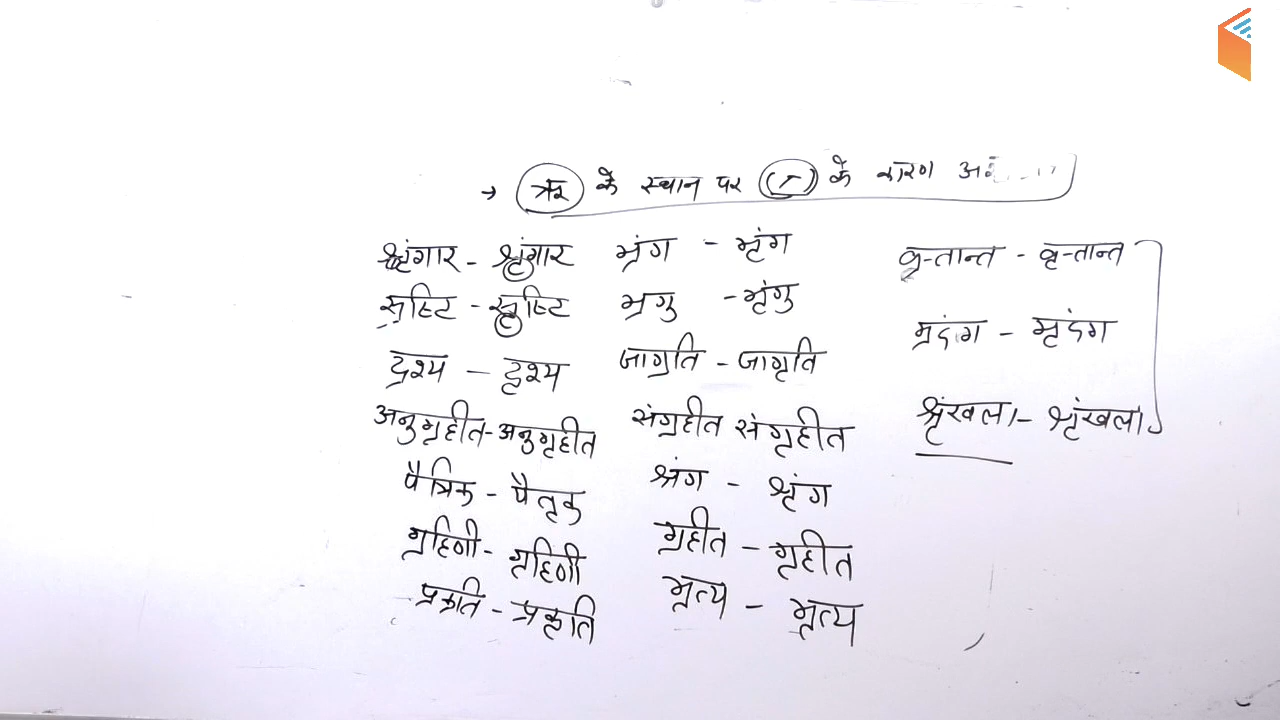 → ऋ के स्थान पर (र) के कारण
श्रृंगार - शृंगार
स्रष्टि - सृष्टि
द्रश्य - दृश्य
अनुग्रहीत - अनुगृहीत
पैत्रिक - पैतृक
ग्रहिणी - गृहिणी
प्रक्रति - प्रकृति
भ्रंग - भृंग
भ्रगु - भृंगु
जाग्रति - जागृति
संग्रहीत संगृहीत
श्रंग - शृंग
ग्रहीत - गृहीत
भ्रत्य - भृत्य
व्रतान्त - वृतान्त
म्रदंग - मृदंग
श्रृंखला - शृंखला